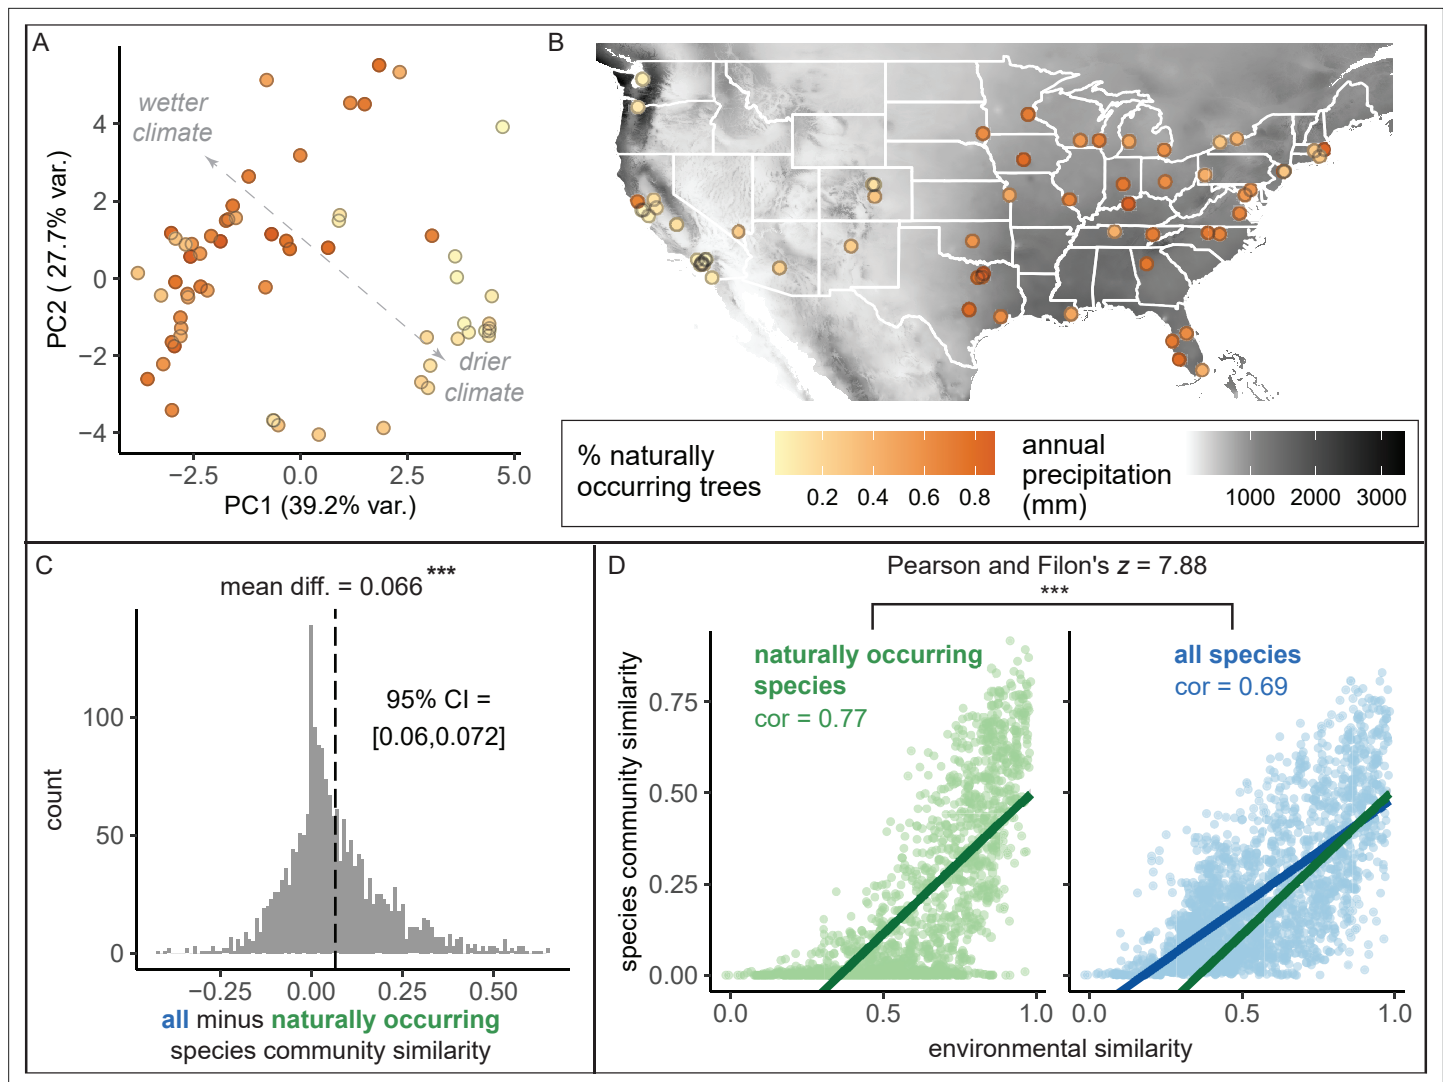 A
wetter
climate
drier
climate
PC2 ( 27.7% var.)
4
2
0
−2
−4
−2.5
0.0
2.5
5.0
PC1 (39.2% var.)
B
% naturally
occurring trees
0.2
0.4
0.6
0.8
annual
precipitation
(mm)
1000
2000
3000
C
mean diff. = 0.066 ***
95% CI =
[0.06,0.072]
count
100
50
0
−0.25
0.00
0.25
0.50
all minus naturally occurring
species community similarity
D
Pearson and Filon's z = 7.88
***
naturally occurring
species
cor = 0.77
all species
cor = 0.69
species community similarity
0.75
0.50
0.25
0.00
0.0
0.5
1.0
0.0
0.5
1.0
environmental similarity